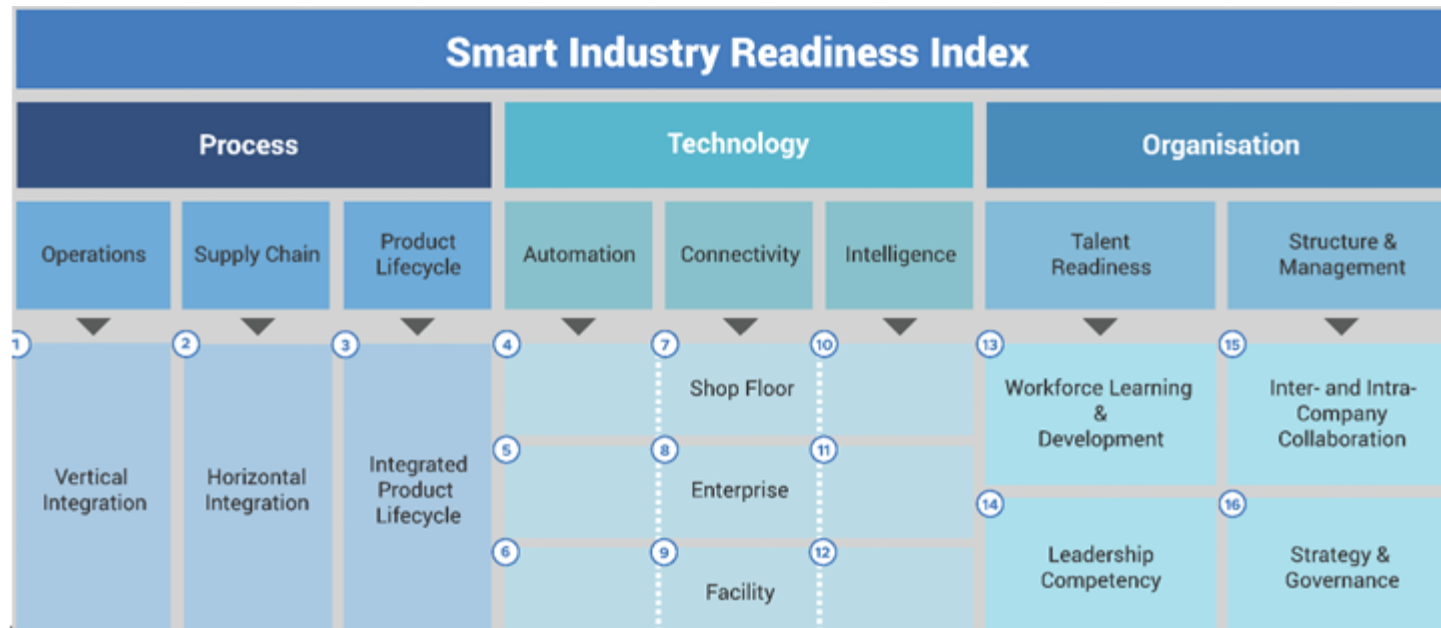 Smart Industry Readiness Index
Process
Technology
Organisation
Operations
Supply Chain
Product
Lifecycle
Automation
Connectivity
Intelligence
Talent
Readiness
Structure &
Management
1
Vertical
Integration
2
Horizontal
Integration
3
Integrated
Product
Lifecycle
4
7
10
Shop Floor
5
8
11
Enterprise
6
9
12
Facility
13
Workforce Learning
&
Development
15
Inter- and Intra-
Company
Collaboration
14
Leadership
Competency
16
Strategy &
Governance